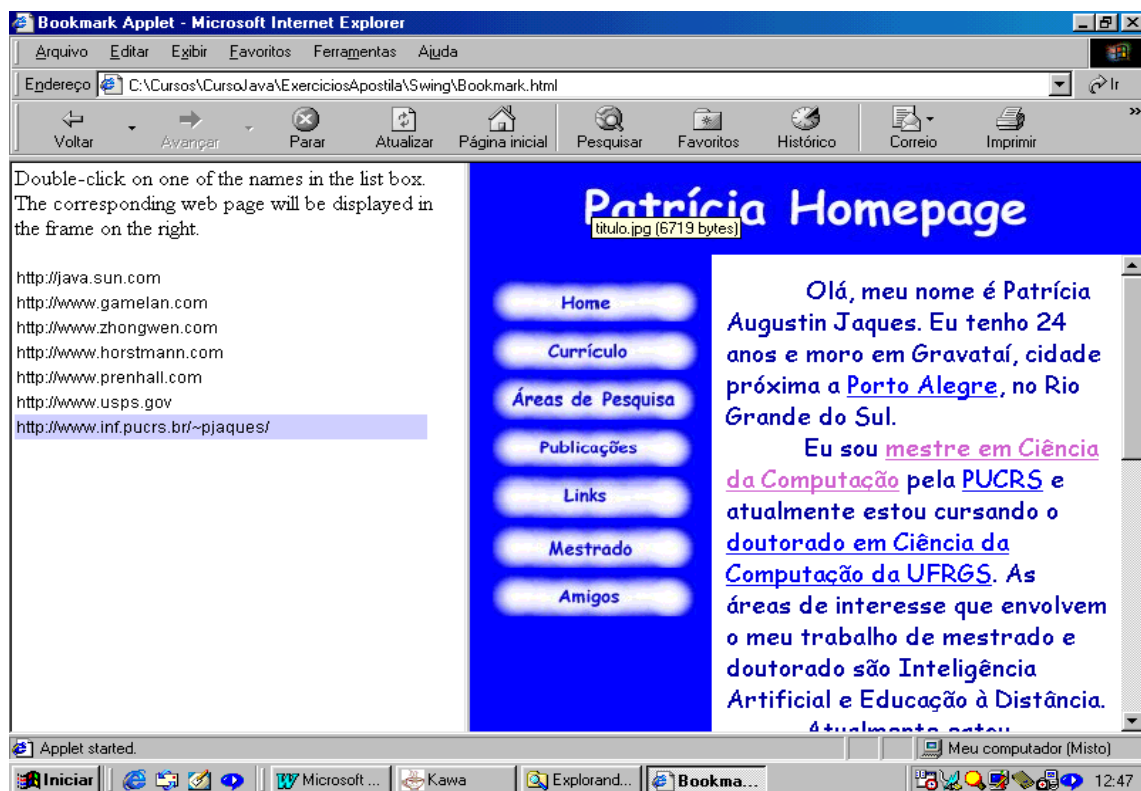 Bookmark Applet - Microsoft Internet Explorer
Arquivo Editar Exibir Favoritos Ferramentas Ajuda
Endereço C:\Cursos\CursoJava\ExerciciosApostila\Swing\Bookmark.html Ir
Voltar Avançar Parar Atualizar Página inicial Pesquisar Favoritos Histórico Correio Imprimir »
Double-click on one of the names in the list box.
The corresponding web page will be displayed in
the frame on the right.
http://java.sun.com
http://www.gamelan.com
http://www.zhongwen.com
http://www.horstmann.com
http://www.prenhall.com
http://www.usps.gov
http://www.inf.pucrs.br/~pjaques/
Patrícia Homepage
titulo.jpg (6719 bytes)
Home
Currículo
Áreas de Pesquisa
Publicações
Links
Mestrado
Amigos
Olá, meu nome é Patrícia
Augustin Jaques. Eu tenho 24
anos e moro em Gravataí, cidade
próxima a Porto Alegre, no Rio
Grande do Sul.
Eu sou mestre em Ciência
da Computação pela PUCRS e
atualmente estou cursando o
doutorado em Ciência da
Computação da UFRGS. As
áreas de interesse que envolvem
o meu trabalho de mestrado e
doutorado são Inteligência
Artificial e Educação à Distância.
Atualmente estou
Applet started. Meu computador (Misto)
Iniciar Microsoft ... Kawa Explorand... Bookma... 12:47